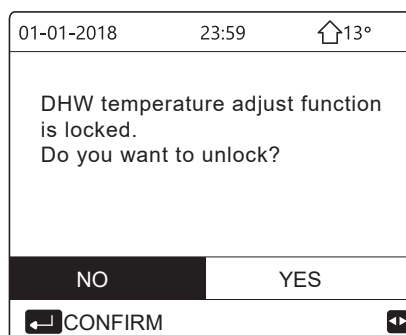 01-01-2018 23:59 13°
DHW temperature adjust function
is locked.
Do you want to unlock?
NO YES
CONFIRM